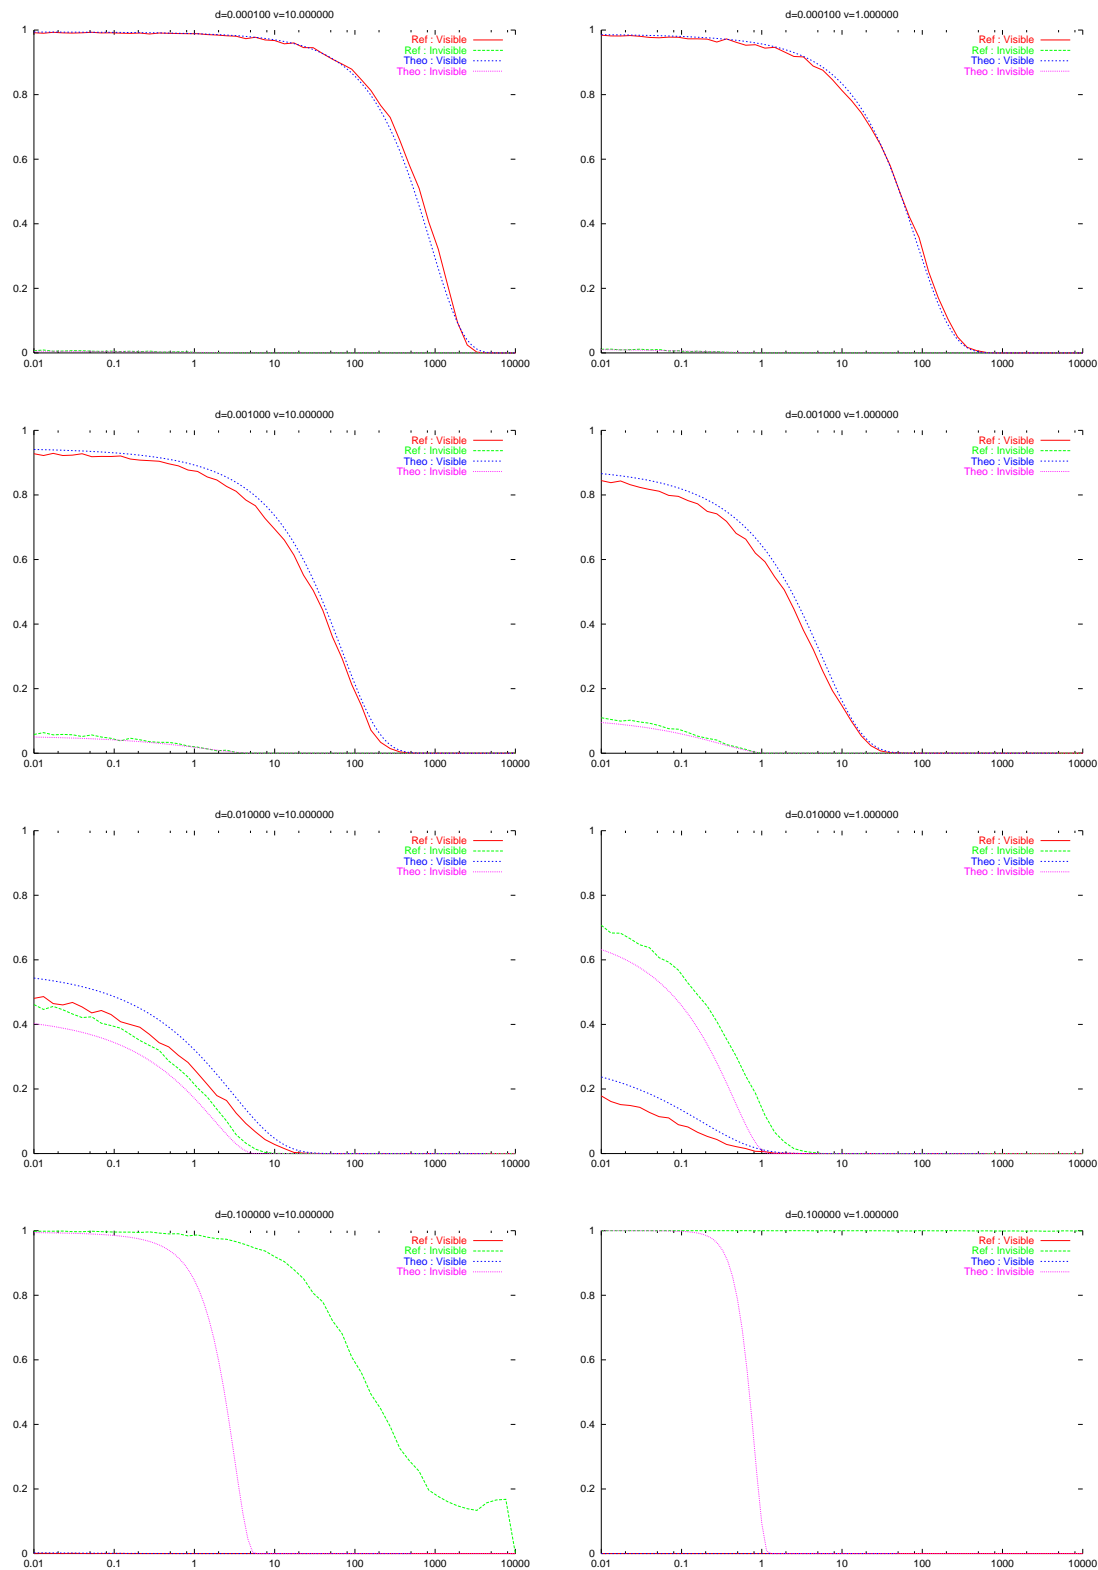 d=0.000100 v=10.000000
1
0.8
0.6
0.4
0.2
0
0.01 0.1 1 10 100 1000 10000
Ref : Visible
Ref : Invisible
Theo : Visible
Theo : Invisible
d=0.000100 v=1.000000
1
0.8
0.6
0.4
0.2
0
0.01 0.1 1 10 100 1000 10000
Ref : Visible
Ref : Invisible
Theo : Visible
Theo : Invisible
d=0.001000 v=10.000000
1
0.8
0.6
0.4
0.2
0
0.01 0.1 1 10 100 1000 10000
Ref : Visible
Ref : Invisible
Theo : Visible
Theo : Invisible
d=0.001000 v=1.000000
1
0.8
0.6
0.4
0.2
0
0.01 0.1 1 10 100 1000 10000
Ref : Visible
Ref : Invisible
Theo : Visible
Theo : Invisible
d=0.010000 v=10.000000
1
0.8
0.6
0.4
0.2
0
0.01 0.1 1 10 100 1000 10000
Ref : Visible
Ref : Invisible
Theo : Visible
Theo : Invisible
d=0.010000 v=1.000000
1
0.8
0.6
0.4
0.2
0
0.01 0.1 1 10 100 1000 10000
Ref : Visible
Ref : Invisible
Theo : Visible
Theo : Invisible
d=0.100000 v=10.000000
1
0.8
0.6
0.4
0.2
0
0.01 0.1 1 10 100 1000 10000
Ref : Visible
Ref : Invisible
Theo : Visible
Theo : Invisible
d=0.100000 v=1.000000
1
0.8
0.6
0.4
0.2
0
0.01 0.1 1 10 100 1000 10000
Ref : Visible
Ref : Invisible
Theo : Visible
Theo : Invisible